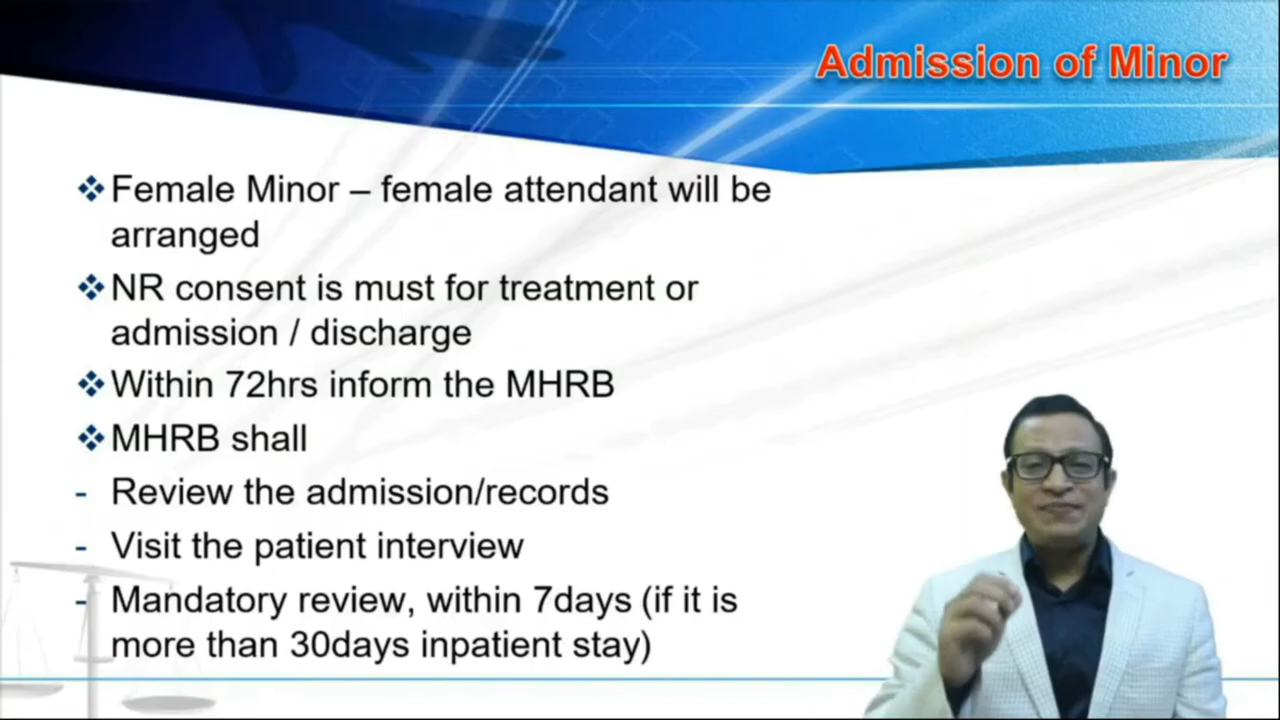 Admission of Minor
❖ Female Minor – female attendant will be
arranged
❖ NR consent is must for treatment or
admission / discharge
❖ Within 72hrs inform the MHRB
❖ MHRB shall
- Review the admission/records
- Visit the patient interview
- Mandatory review, within 7days (if it is
more than 30days inpatient stay)